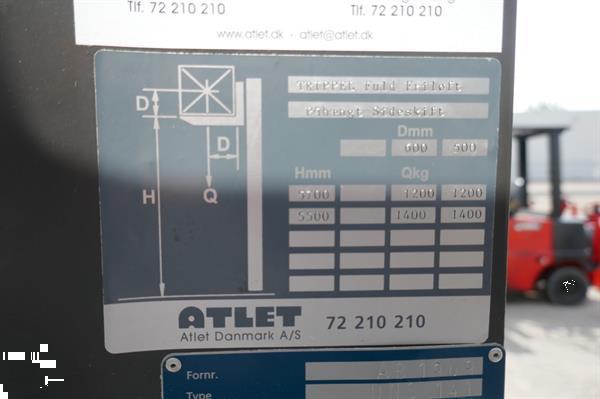 Tlf. 72 210 210
Tlf. 72 210 210
www.atlet.dk - atlet@atlet.dk
TRIPPEL Fuld Friløft
Påhængt Sideskift
D
D
Dmm
600 500
H
Q
Hmm
Qkg
5700 1200 1200
5500 1400 1400
ATLET
Atlet Danmark A/S
72 210 210
Fornr.
Type